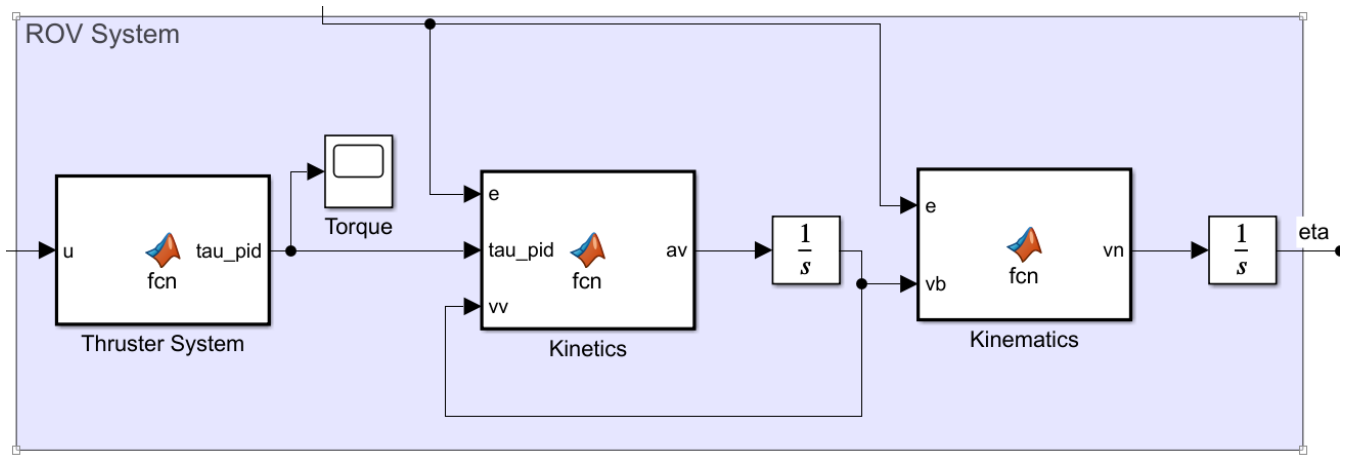 ROV System
u
tau_pid
fcn
Thruster System
Torque
e
tau_pid
vv
av
fcn
Kinetics
1
s
e
vb
vn
fcn
Kinematics
1
s
eta